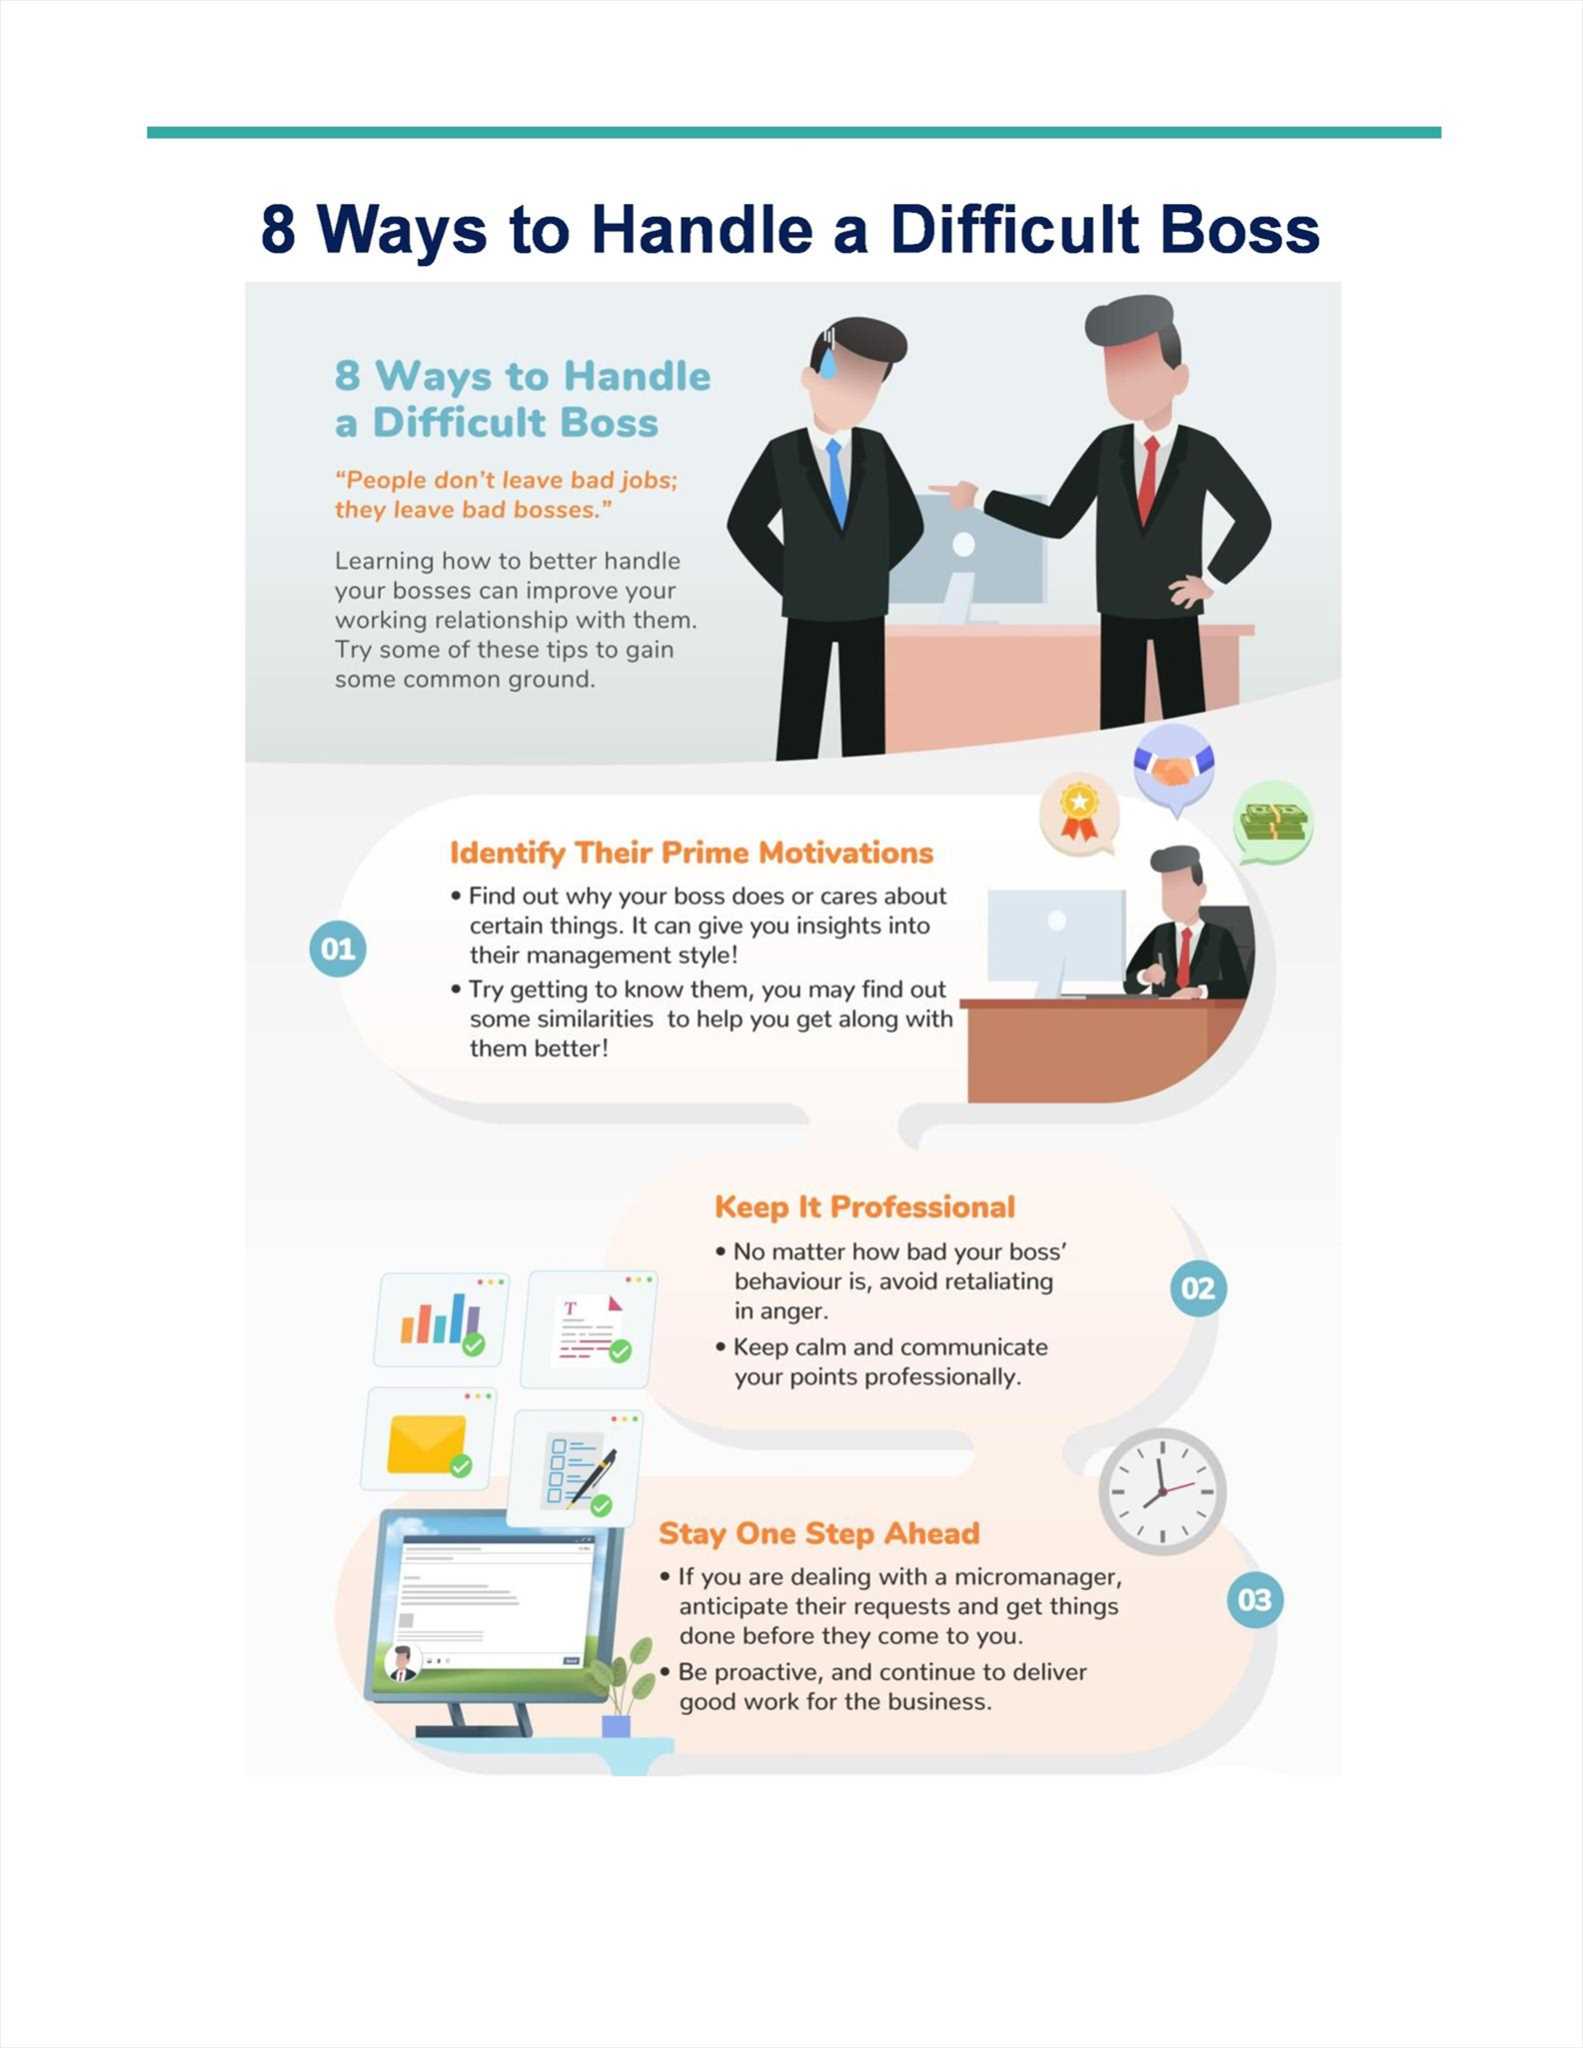 8 Ways to Handle a Difficult Boss
8 Ways to Handle
a Difficult Boss
“People don’t leave bad jobs;
they leave bad bosses.”
Learning how to better handle
your bosses can improve your
working relationship with them.
Try some of these tips to gain
some common ground.
01
Identify Their Prime Motivations
• Find out why your boss does or cares about
certain things. It can give you insights into
their management style!
• Try getting to know them, you may find out
some similarities to help you get along with
them better!
02
Keep It Professional
• No matter how bad your boss’
behaviour is, avoid retaliating
in anger.
• Keep calm and communicate
your points professionally.
T
03
Stay One Step Ahead
• If you are dealing with a micromanager,
anticipate their requests and get things
done before they come to you.
• Be proactive, and continue to deliver
good work for the business.